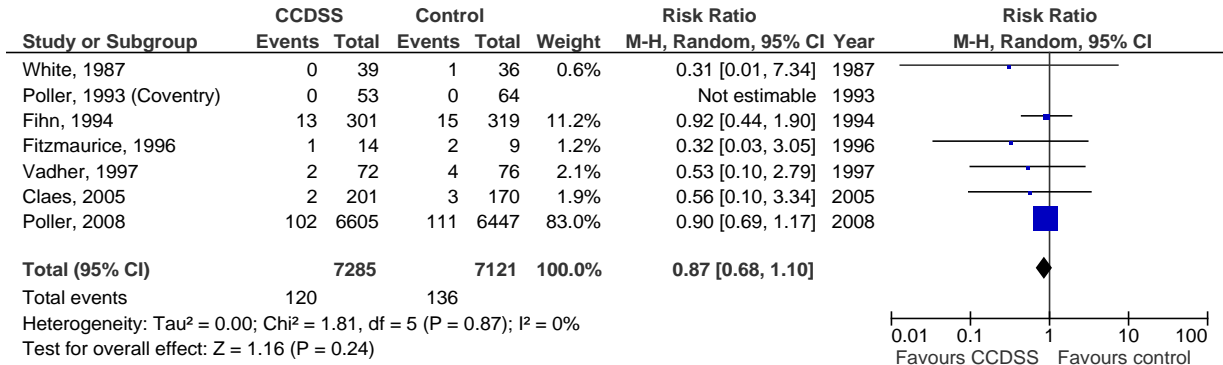 CCDSS Control Risk Ratio Risk Ratio
Study or Subgroup Events Total Events Total Weight M-H, Random, 95% CI Year M-H, Random, 95% CI
White, 1987 0 39 1 36 0.6% 0.31 [0.01, 7.34] 1987
Poller, 1993 (Coventry) 0 53 0 64 Not estimable 1993
Fihn, 1994 13 301 15 319 11.2% 0.92 [0.44, 1.90] 1994
Fitzmaurice, 1996 1 14 2 9 1.2% 0.32 [0.03, 3.05] 1996
Vadher, 1997 2 72 4 76 2.1% 0.53 [0.10, 2.79] 1997
Claes, 2005 2 201 3 170 1.9% 0.56 [0.10, 3.34] 2005
Poller, 2008 102 6605 111 6447 83.0% 0.90 [0.69, 1.17] 2008
Total (95% CI) 7285 7121 100.0% 0.87 [0.68, 1.10]
Total events 120 136
Heterogeneity: Tau² = 0.00; Chi² = 1.81, df = 5 (P = 0.87); I² = 0%
Test for overall effect: Z = 1.16 (P = 0.24)
0.01 0.1 1 10 100
Favours CCDSS Favours control